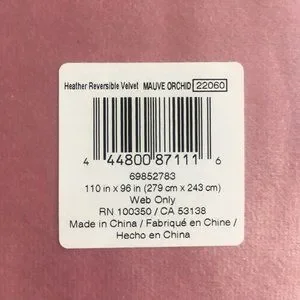 Heather Reversible Velvet MAUVE ORCHID 22060
4 44800 87111 6
69852783
110 in x 96 in (279 cm x 243 cm)
Web Only
RN 100350 / CA 53138
Made in China / Fabriqué en Chine /
Hecho en China